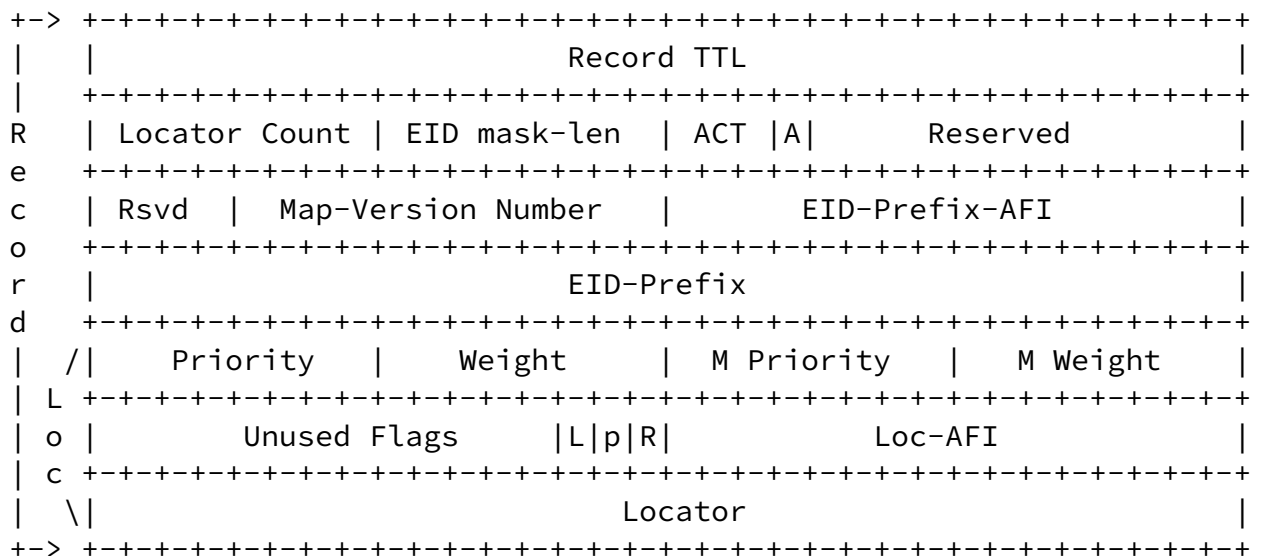 +-> +-+-+-+-+-+-+-+-+-+-+-+-+-+-+-+-+-+-+-+-+-+-+-+-+-+-+-+-+-+-+-+-+
|   |                          Record TTL                           |
|   +-+-+-+-+-+-+-+-+-+-+-+-+-+-+-+-+-+-+-+-+-+-+-+-+-+-+-+-+-+-+-+-+
R   | Locator Count | EID mask-len  | ACT |A|      Reserved         |
e   +-+-+-+-+-+-+-+-+-+-+-+-+-+-+-+-+-+-+-+-+-+-+-+-+-+-+-+-+-+-+-+-+
c   | Rsvd  |  Map-Version Number   |       EID-Prefix-AFI          |
o   +-+-+-+-+-+-+-+-+-+-+-+-+-+-+-+-+-+-+-+-+-+-+-+-+-+-+-+-+-+-+-+-+
r   |                          EID-Prefix                           |
d   +-+-+-+-+-+-+-+-+-+-+-+-+-+-+-+-+-+-+-+-+-+-+-+-+-+-+-+-+-+-+-+-+
|  /|    Priority   |    Weight     |  M Priority   |   M Weight    |
| L +-+-+-+-+-+-+-+-+-+-+-+-+-+-+-+-+-+-+-+-+-+-+-+-+-+-+-+-+-+-+-+-+
| o |        Unused Flags     |L|p|R|          Loc-AFI              |
| c +-+-+-+-+-+-+-+-+-+-+-+-+-+-+-+-+-+-+-+-+-+-+-+-+-+-+-+-+-+-+-+-+
|  \|                             Locator                           |
+-> +-+-+-+-+-+-+-+-+-+-+-+-+-+-+-+-+-+-+-+-+-+-+-+-+-+-+-+-+-+-+-+-+